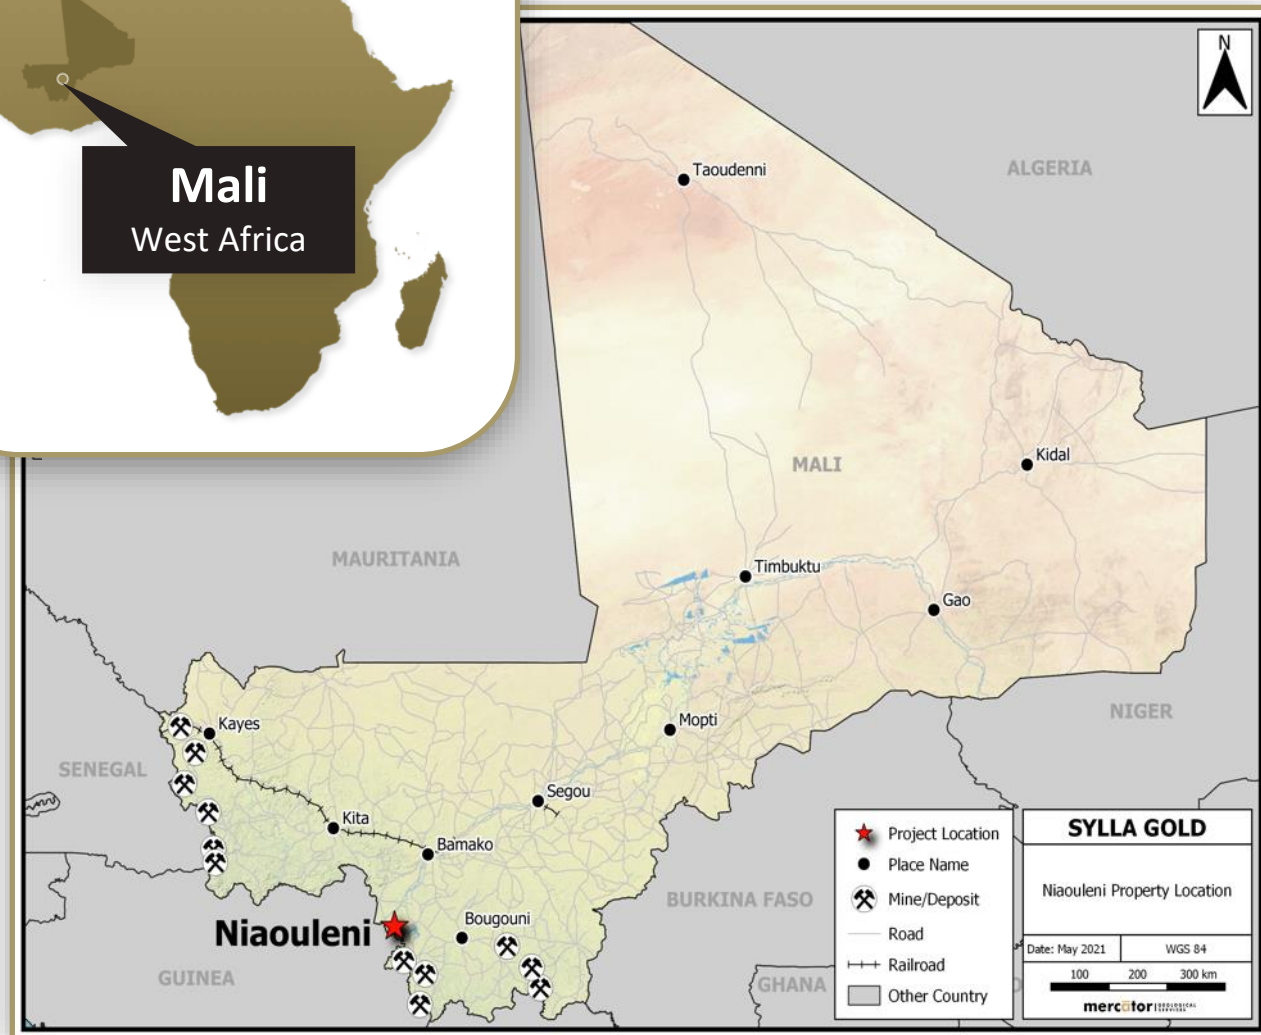 Mali
West Africa
N
ALGERIA
Taoudenni
MALI
Kidal
MAURITANIA
Timbuktu
Gao
NIGER
Mopti
Kayes
SENEGAL
Segou
Kita
Bamako
BURKINA FASO
Bougouni
Niaouleni
GUINEA
GHANA
Project Location
Place Name
Mine/Deposit
Road
Railroad
Other Country
SYLLA GOLD
Niaouleni Property Location
Date: May 2021
WGS 84
100 200 300 km
mercator GEOLOGICAL SERVICES